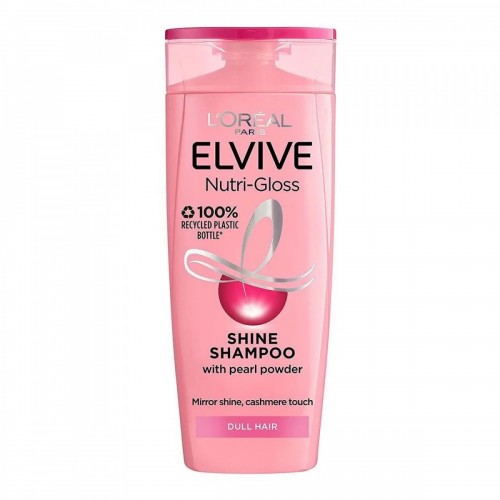 L'ORÉAL
PARIS
ELVIVE
Nutri-Gloss
100%
RECYCLED PLASTIC
BOTTLE*
SHINE
SHAMPOO
with pearl powder
Mirror shine, cashmere touch
DULL HAIR